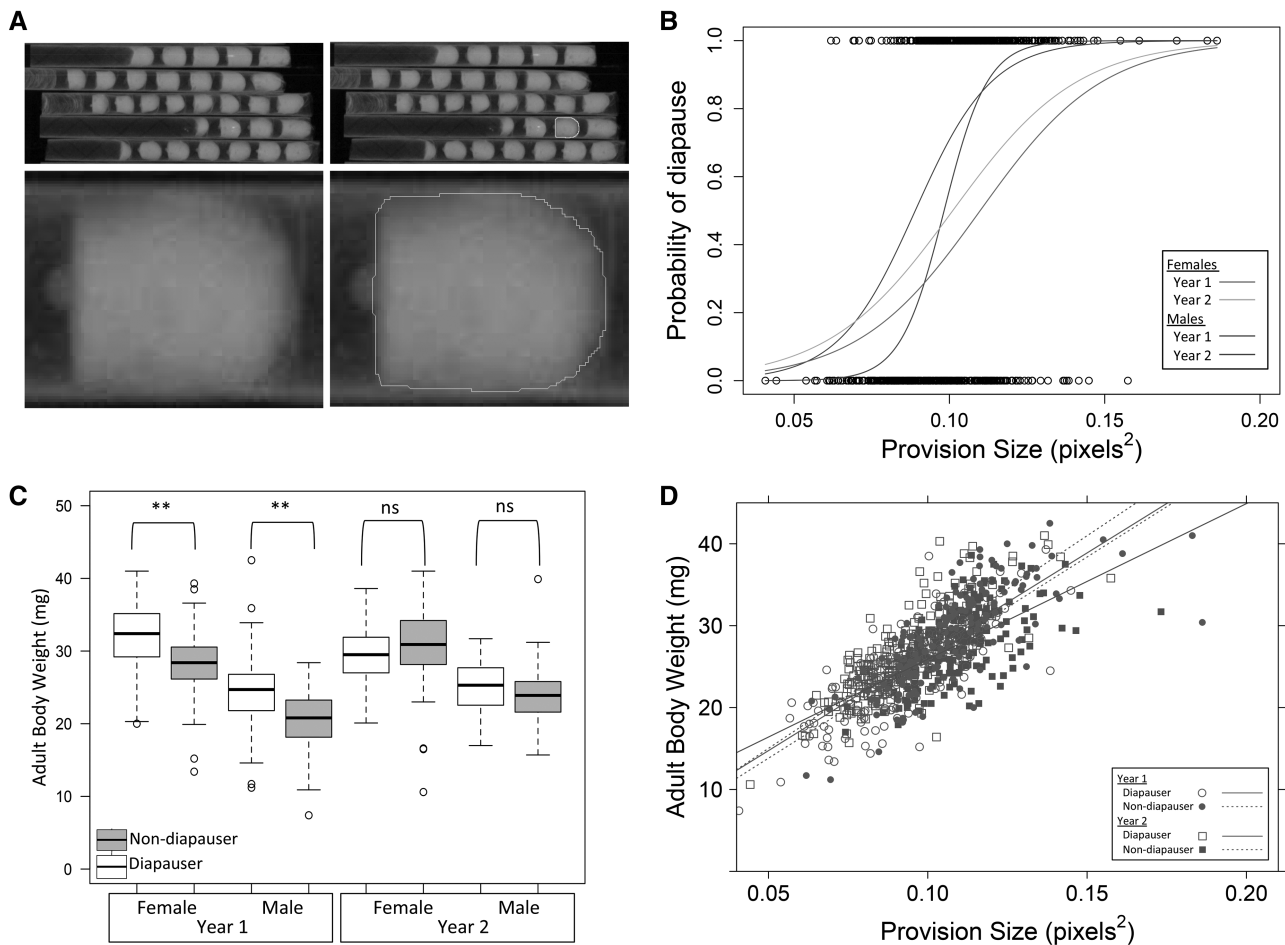 A
B
1.0
0.8
0.6
0.4
0.2
0.0
Probability of diapause
0.05 0.10 0.15 0.20
Provision Size (pixels²)
Females
Year 1
Year 2
Males
Year 1
Year 2
C
50
40
30
20
10
0
Adult Body Weight (mg)
** ** ns ns
Non-diapauser
Diapauser
Female Male Female Male
Year 1 Year 2
D
40
30
20
10
Adult Body Weight (mg)
0.05 0.10 0.15 0.20
Provision Size (pixels²)
Year 1
Diapauser
Non-diapauser
Year 2
Diapauser
Non-diapauser